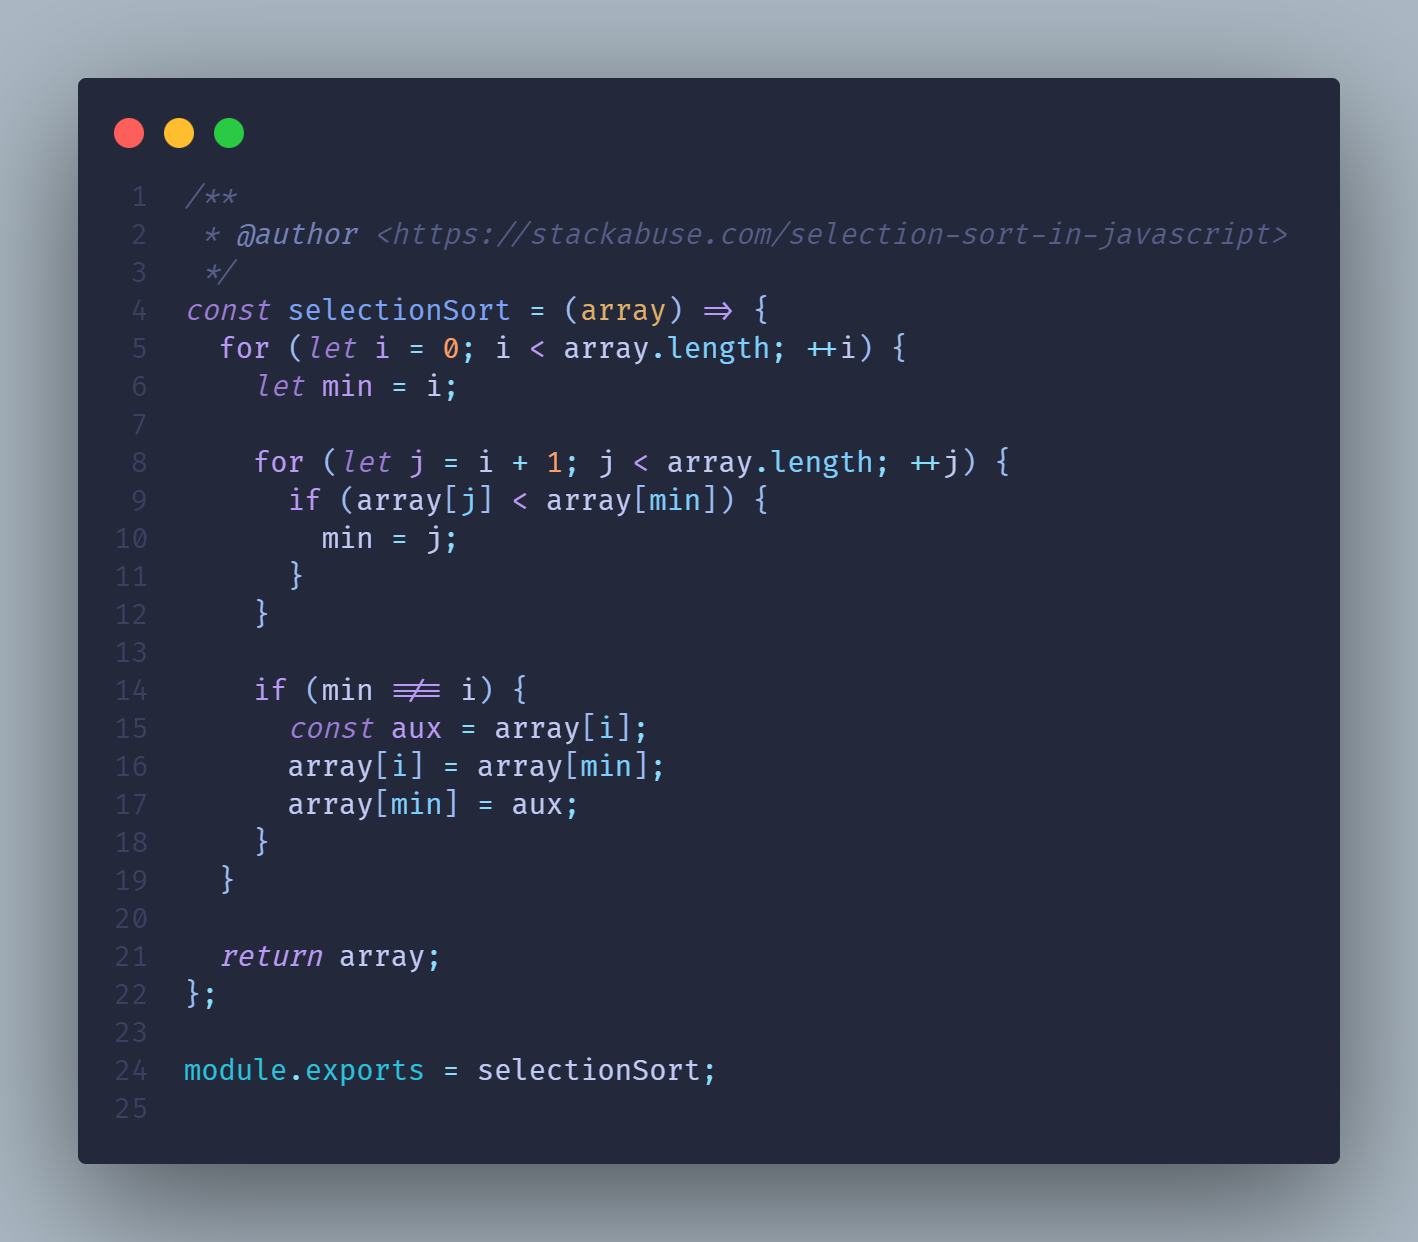 1 /**
2  * @author <https://stackabuse.com/selection-sort-in-javascript>
3  */
4 const selectionSort = (array) => {
5   for (let i = 0; i < array.length; ++i) {
6     let min = i;
7
8     for (let j = i + 1; j < array.length; ++j) {
9       if (array[j] < array[min]) {
10         min = j;
11       }
12     }
13
14     if (min !== i) {
15       const aux = array[i];
16       array[i] = array[min];
17       array[min] = aux;
18     }
19   }
20
21   return array;
22 };
23
24 module.exports = selectionSort;
25